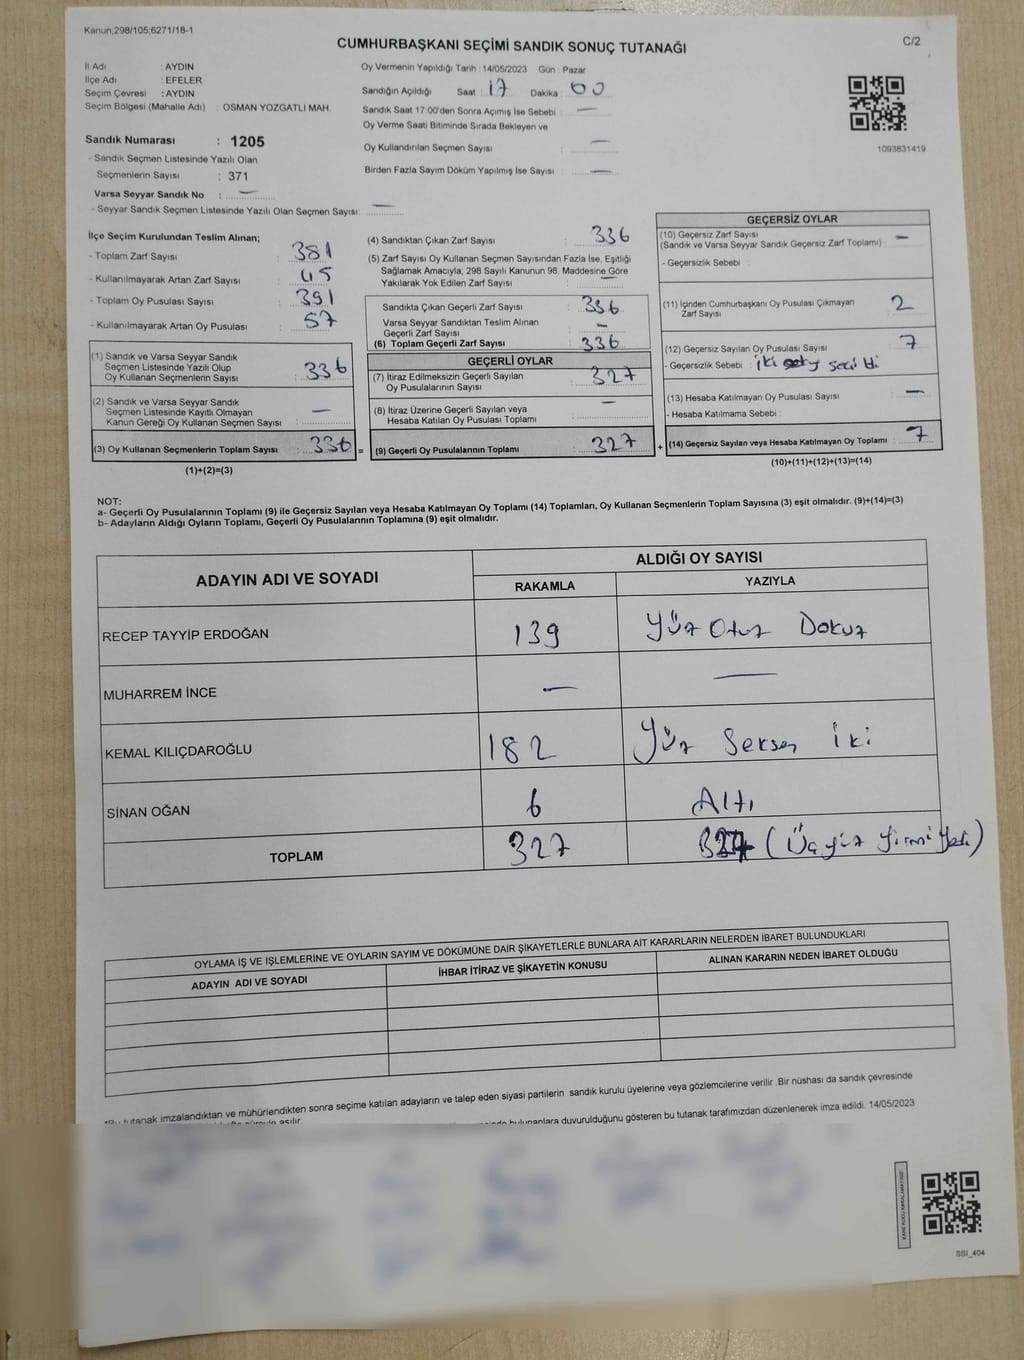 Kanun;298/105;6271/18-1
C/2
CUMHURBAŞKANI SEÇİMİ SANDIK SONUÇ TUTANAĞI
İl Adı : AYDIN
İlçe Adı : EFELER
Seçim Çevresi : AYDIN
Seçim Bölgesi (Mahalle Adı) : OSMAN YOZGATLI MAH.
Sandık Numarası : 1205
- Sandık Seçmen Listesinde Yazılı Olan
Seçmenlerin Sayısı : 371
Varsa Seyyar Sandık No : —
- Seyyar Sandık Seçmen Listesinde Yazılı Olan Seçmen Sayısı: —
Oy Vermenin Yapıldığı Tarih : 14/05/2023 Gün : Pazar
Sandığın Açıldığı Saat : 17 Dakika : 00
Sandık Saat 17:00'den Sonra Açımış İse Sebebi : —
Oy Verme Saati Bitiminde Sırada Bekleyen ve
Oy Kullandırılan Seçmen Sayısı : —
Birden Fazla Sayım Döküm Yapılmış İse Sayısı : —
1093831419
İlçe Seçim Kurulundan Teslim Alınan;
- Toplam Zarf Sayısı : 381
- Kullanılmayarak Artan Zarf Sayısı : 45
- Toplam Oy Pusulası Sayısı : 391
- Kullanılmayarak Artan Oy Pusulası : 57
(1) Sandık ve Varsa Seyyar Sandık
Seçmen Listesinde Yazılı Olup
Oy Kullanan Seçmenlerin Sayısı : 336
(2) Sandık ve Varsa Seyyar Sandık
Seçmen Listesinde Kayıtlı Olmayan
Kanun Gereği Oy Kullanan Seçmen Sayısı : —
(3) Oy Kullanan Seçmenlerin Toplam Sayısı : 336 =
(1)+(2)=(3)
(4) Sandıktan Çıkan Zarf Sayısı : 336
(5) Zarf Sayısı Oy Kullanan Seçmen Sayısından Fazla İse, Eşitliği
Sağlamak Amacıyla; 298 Sayılı Kanunun 98. Maddesine Göre
Yakılarak Yok Edilen Zarf Sayısı : —
Sandıkta Çıkan Geçerli Zarf Sayısı : 336
Varsa Seyyar Sandıktan Teslim Alınan
Geçerli Zarf Sayısı : —
(6) Toplam Geçerli Zarf Sayısı : 336
GEÇERLİ OYLAR
(7) İtiraz Edilmeksizin Geçerli Sayılan
Oy Pusulalarının Sayısı : 327
(8) İtiraz Üzerine Geçerli Sayılan veya
Hesaba Katılan Oy Pusulası Toplamı : —
(9) Geçerli Oy Pusulalarının Toplamı : 327 +
GEÇERSİZ OYLAR
(10) Geçersiz Zarf Sayısı
(Sandık ve Varsa Seyyar Sandık Geçersiz Zarf Toplamı) : —
- Geçersizlik Sebebi :
(11) İçinden Cumhurbaşkanı Oy Pusulası Çıkmayan
Zarf Sayısı : 2
(12) Geçersiz Sayılan Oy Pusulası Sayısı : 7
- Geçersizlik Sebebi : iki
(13) Hesaba Katılmayan Oy Pusulası Sayısı : —
- Hesaba Katılmama Sebebi :
(14) Geçersiz Sayılan veya Hesaba Katılmayan Oy Toplamı : 7
(10)+(11)+(12)+(13)=(14)
NOT:
a- Geçerli Oy Pusulalarının Toplamı (9) ile Geçersiz Sayılan veya Hesaba Katılmayan Oy Toplamı (14) Toplamları, Oy Kullanan Seçmenlerin Toplam Sayısına (3) eşit olmalıdır. (9)+(14)=(3)
b- Adayların Aldığı Oyların Toplamı, Geçerli Oy Pusulalarının Toplamına (9) eşit olmalıdır.
ADAYIN ADI VE SOYADI
ALDIĞI OY SAYISI
RAKAMLA YAZIYLA
RECEP TAYYİP ERDOĞAN 139 Yüz Otuz Dokuz
MUHARREM İNCE — —
KEMAL KILIÇDAROĞLU 182 Yüz Seksen İki
SİNAN OĞAN 6 Altı
TOPLAM 327 (Üçyüz Yirmi Yedi)
OYLAMA İŞ VE İŞLEMLERİNE VE OYLARIN SAYIM VE DÖKÜMÜNE DAİR ŞİKAYETLERLE BUNLARA AİT KARARLARIN NELERDEN İBARET BULUNDUKLARI
ADAYIN ADI VE SOYADI İHBAR İTİRAZ VE ŞİKAYETİN KONUSU ALINAN KARARIN NEDEN İBARET OLDUĞU
tutanak imzalandıktan ve mühürlendikten sonra seçime katılan adayların ve talep eden siyasi partilerin sandık kurulu üyelerine veya gözlemcilerine verilir. Bir nüshası da sandık çevresinde
bulunanlara duyurulduğunu gösteren bu tutanak tarafımızdan düzenlenerek imza edildi. 14/05/2023
SSI_404